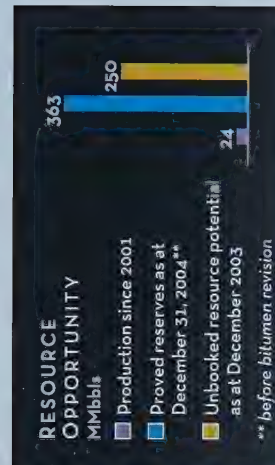 RESOURCE
OPPORTUNITY
MMbbls
Production since 2001
Proved reserves as at
December 31, 2004**
Unbooked resource potential
as at December 2003
** before bitumen revision
24
363
250